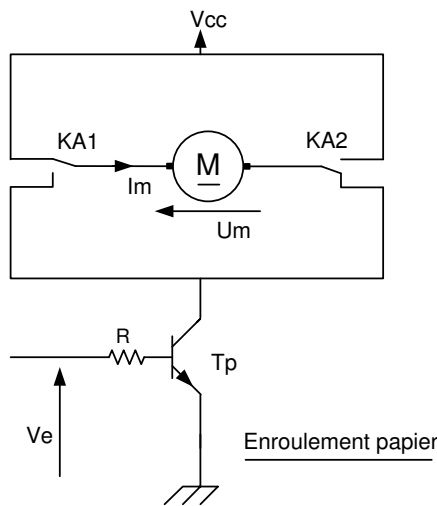 Vcc
KA1
KA2
M
Im
Um
R
Tp
Ve
Enroulement papier